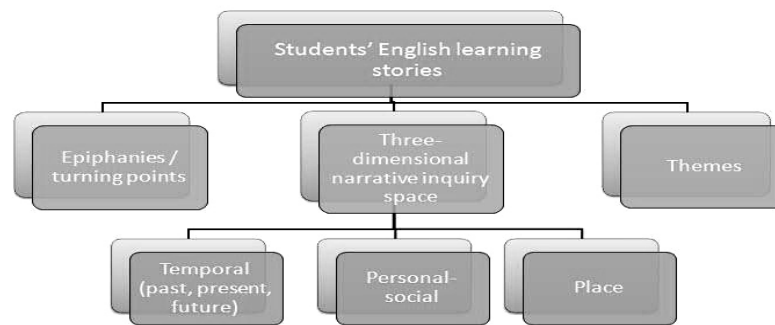 Students' English learning
stories
Epiphanies /
turning points
Three-
dimensional
narrative inquiry
space
Themes
Temporal
(past, present,
future)
Personal-
social
Place